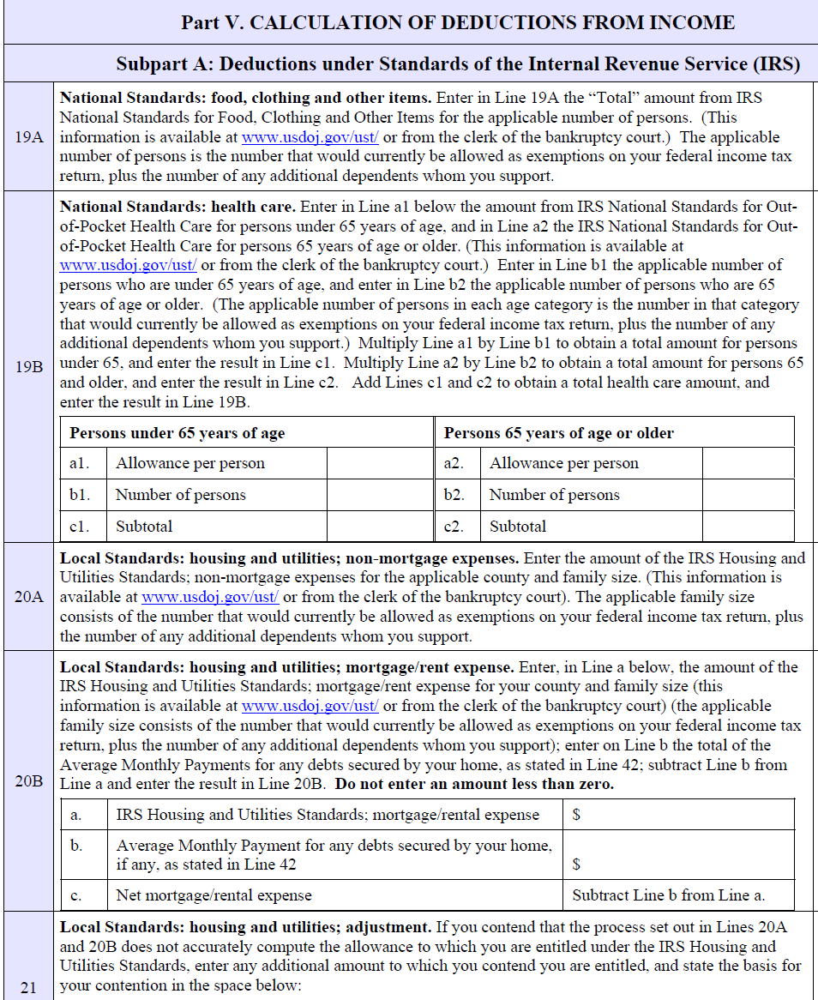 Part V. CALCULATION OF DEDUCTIONS FROM INCOME
Subpart A: Deductions under Standards of the Internal Revenue Service (IRS)
19A
National Standards: food, clothing and other items. Enter in Line 19A the “Total” amount from IRS
National Standards for Food, Clothing and Other Items for the applicable number of persons. (This
information is available at www.usdoj.gov/ust/ or from the clerk of the bankruptcy court.) The applicable
number of persons is the number that would currently be allowed as exemptions on your federal income tax
return, plus the number of any additional dependents whom you support.
19B
National Standards: health care. Enter in Line a1 below the amount from IRS National Standards for Out-
of-Pocket Health Care for persons under 65 years of age, and in Line a2 the IRS National Standards for Out-
of-Pocket Health Care for persons 65 years of age or older. (This information is available at
www.usdoj.gov/ust/ or from the clerk of the bankruptcy court.) Enter in Line b1 the applicable number of
persons who are under 65 years of age, and enter in Line b2 the applicable number of persons who are 65
years of age or older. (The applicable number of persons in each age category is the number in that category
that would currently be allowed as exemptions on your federal income tax return, plus the number of any
additional dependents whom you support.) Multiply Line a1 by Line b1 to obtain a total amount for persons
under 65, and enter the result in Line c1. Multiply Line a2 by Line b2 to obtain a total amount for persons 65
and older, and enter the result in Line c2. Add Lines c1 and c2 to obtain a total health care amount, and
enter the result in Line 19B.
Persons under 65 years of age Persons 65 years of age or older
a1. Allowance per person a2. Allowance per person
b1. Number of persons b2. Number of persons
c1. Subtotal c2. Subtotal
20A
Local Standards: housing and utilities; non-mortgage expenses. Enter the amount of the IRS Housing and
Utilities Standards; non-mortgage expenses for the applicable county and family size. (This information is
available at www.usdoj.gov/ust/ or from the clerk of the bankruptcy court). The applicable family size
consists of the number that would currently be allowed as exemptions on your federal income tax return, plus
the number of any additional dependents whom you support.
20B
Local Standards: housing and utilities; mortgage/rent expense. Enter, in Line a below, the amount of the
IRS Housing and Utilities Standards; mortgage/rent expense for your county and family size (this
information is available at www.usdoj.gov/ust/ or from the clerk of the bankruptcy court) (the applicable
family size consists of the number that would currently be allowed as exemptions on your federal income tax
return, plus the number of any additional dependents whom you support); enter on Line b the total of the
Average Monthly Payments for any debts secured by your home, as stated in Line 42; subtract Line b from
Line a and enter the result in Line 20B. Do not enter an amount less than zero.
a. IRS Housing and Utilities Standards; mortgage/rental expense $
b. Average Monthly Payment for any debts secured by your home,
if any, as stated in Line 42 $
c. Net mortgage/rental expense Subtract Line b from Line a.
21
Local Standards: housing and utilities; adjustment. If you contend that the process set out in Lines 20A
and 20B does not accurately compute the allowance to which you are entitled under the IRS Housing and
Utilities Standards, enter any additional amount to which you contend you are entitled, and state the basis for
your contention in the space below: